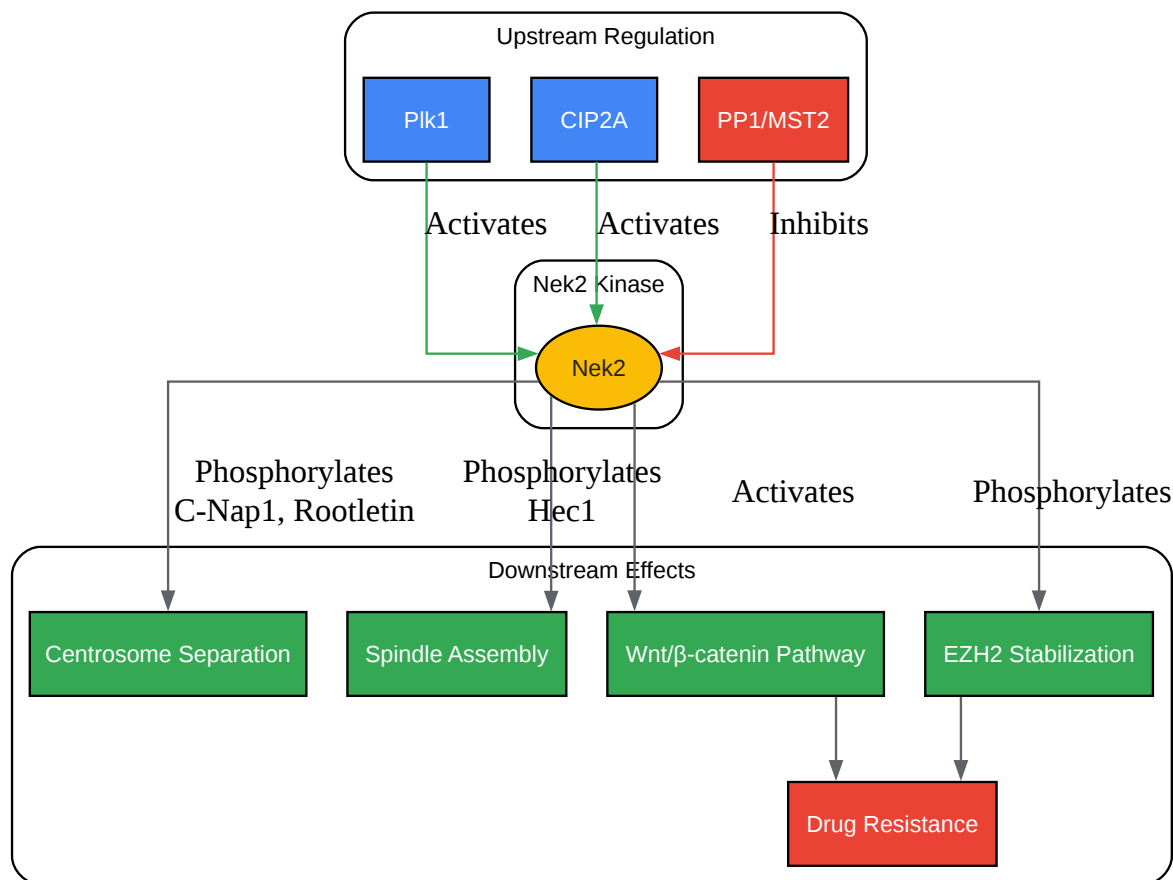 Upstream Regulation
Plk1
CIP2A
PP1/MST2
Activates
Activates
Inhibits
Nek2 Kinase
Nek2
Phosphorylates
C-Nap1, Rootletin
Phosphorylates
Hec1
Activates
Phosphorylates
Downstream Effects
Centrosome Separation
Spindle Assembly
Wnt/β-catenin Pathway
EZH2 Stabilization
Drug Resistance